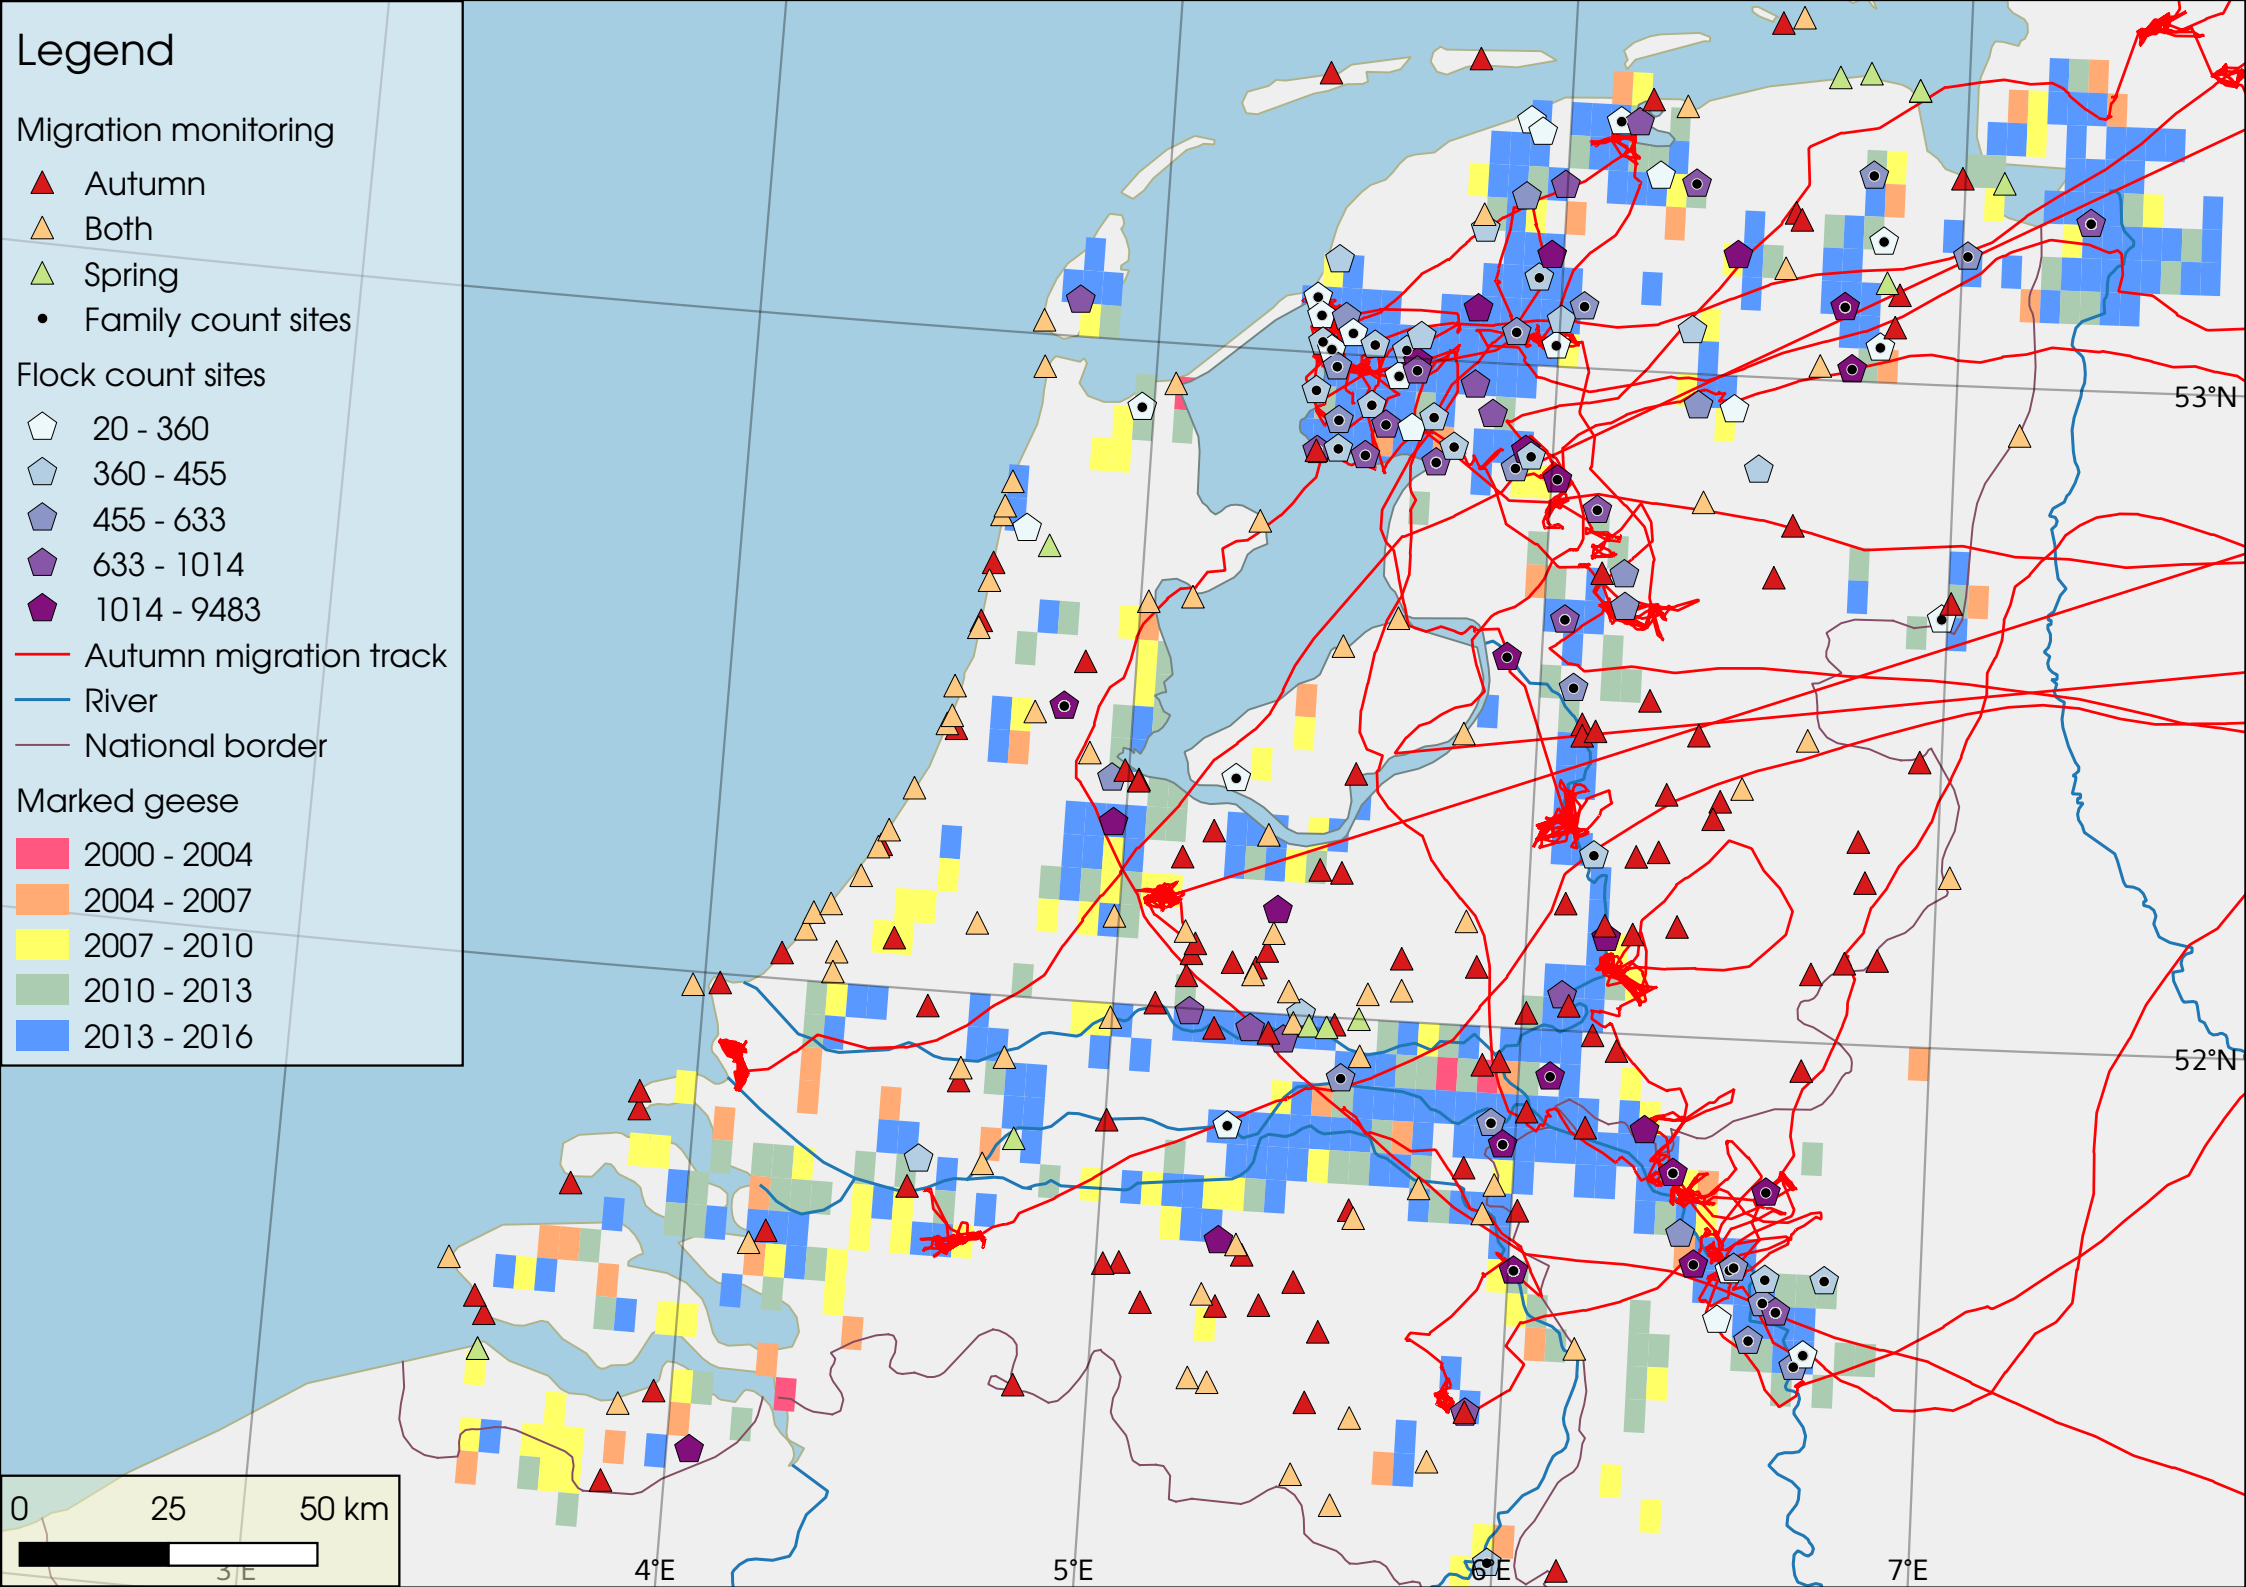 Legend
Migration monitoring
Autumn
Both
Spring
Family count sites
Flock count sites
20 - 360
360 - 455
455 - 633
633 - 1014
1014 - 9483
Autumn migration track
River
National border
Marked geese
2000 - 2004
2004 - 2007
2007 - 2010
2010 - 2013
2013 - 2016
53°N
52°N
0 25 50 km
3°E 4°E 5°E 6°E 7°E